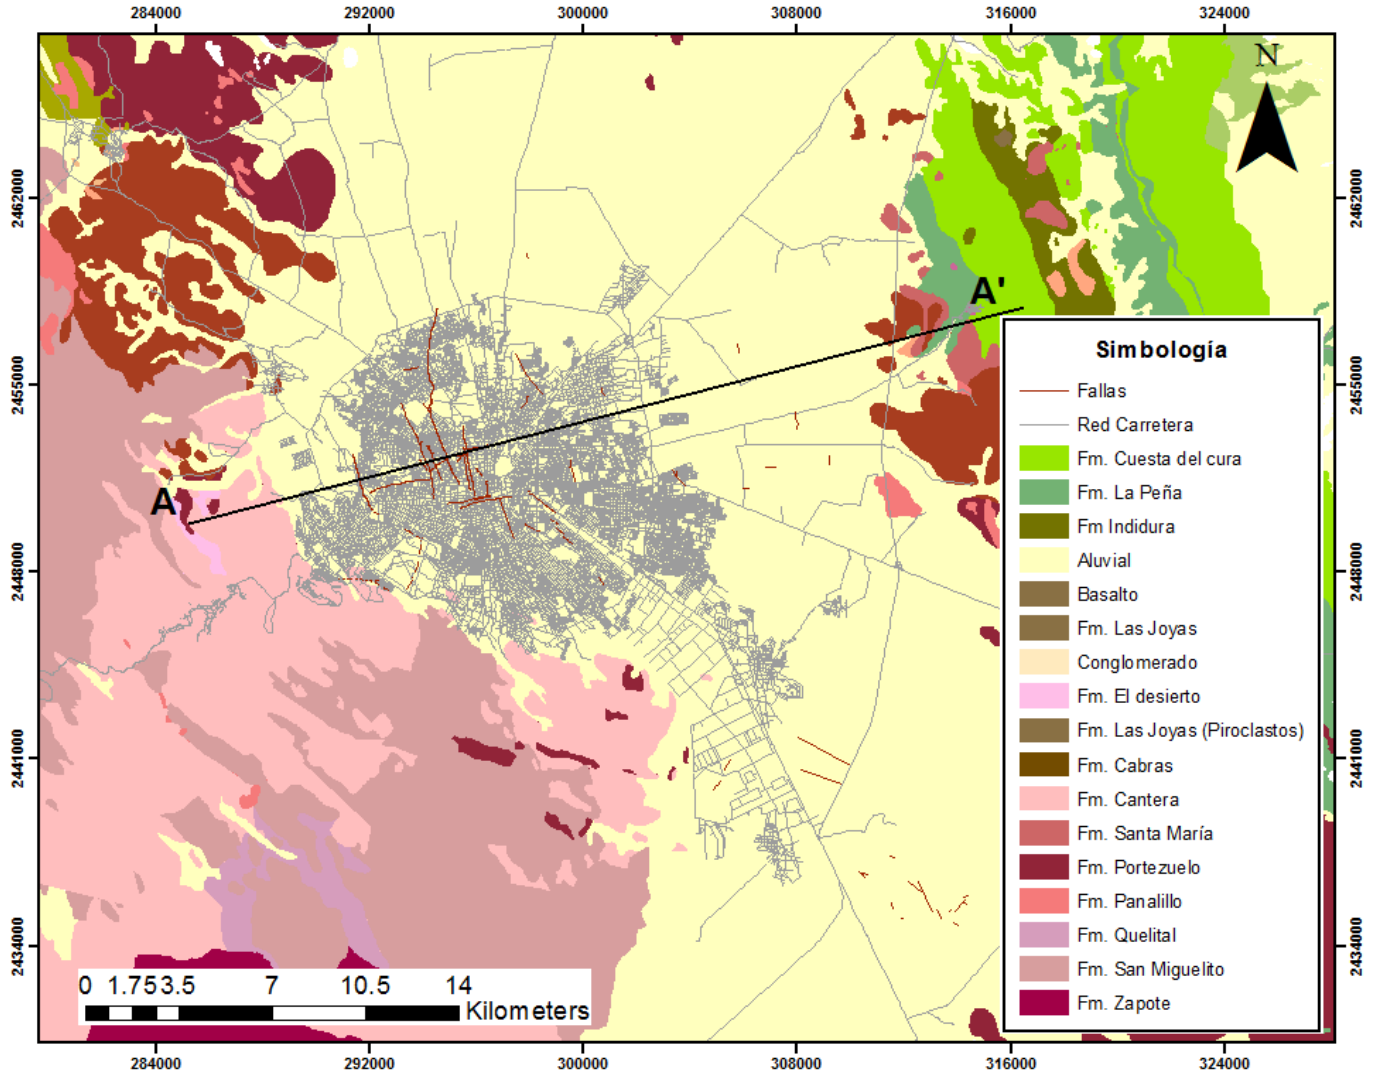 284000 292000 300000 308000 316000 324000
N
2462000 2462000
A'
Simbología
2455000 2455000
Fallas
Red Carretera
Fm. Cuesta del cura
Fm. La Peña
A
Fm Indidura
Aluvial
2448000 2448000
Basalto
Fm. Las Joyas
Conglomerado
Fm. El desierto
Fm. Las Joyas (Piroclastos)
2441000 2441000
Fm. Cabras
Fm. Cantera
Fm. Santa María
Fm. Portezuelo
Fm. Panalillo
Fm. Quelital
2434000 2434000
Fm. San Miguelito
0 1.75 3.5 7 10.5 14
Kilometers
Fm. Zapote
284000 292000 300000 308000 316000 324000